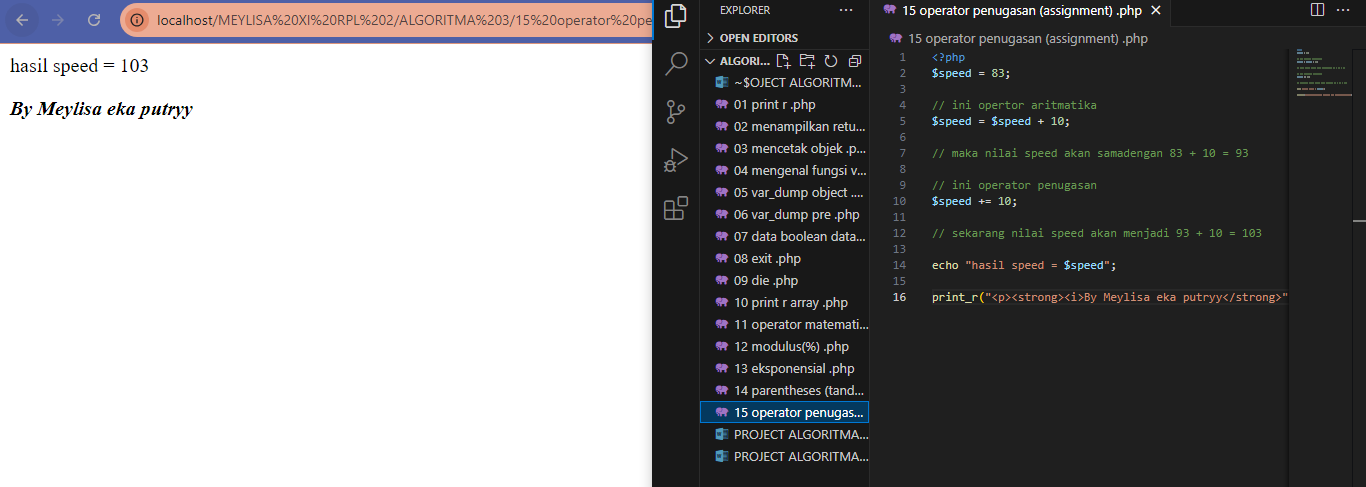 localhost/MEYLISA%20XI%20RPL%202/ALGORITMA%203/15%20operator%20pe
hasil speed = 103
By Meylisa eka putryy
EXPLORER
OPEN EDITORS
ALGORI...
~$OJECT ALGORITM...
01 print r .php
02 menampilkan retu...
03 mencetak objek .p...
04 mengenal fungsi v...
05 var_dump object ....
06 var_dump pre .php
07 data boolean data...
08 exit .php
09 die .php
10 print r array .php
11 operator matemati...
12 modulus(%) .php
13 eksponensial .php
14 parentheses (tand...
15 operator penugas...
PROJECT ALGORITMA...
PROJECT ALGORITMA...
15 operator penugasan (assignment) .php
15 operator penugasan (assignment) .php
1 <?php
2 $speed = 83;
3
4 // ini opertor aritmatika
5 $speed = $speed + 10;
6
7 // maka nilai speed akan samadengan 83 + 10 = 93
8
9 // ini operator penugasan
10 $speed += 10;
11
12 // sekarang nilai speed akan menjadi 93 + 10 = 103
13
14 echo "hasil speed = $speed";
15
16 print_r("<p><strong><i>By Meylisa eka putryy</strong>"